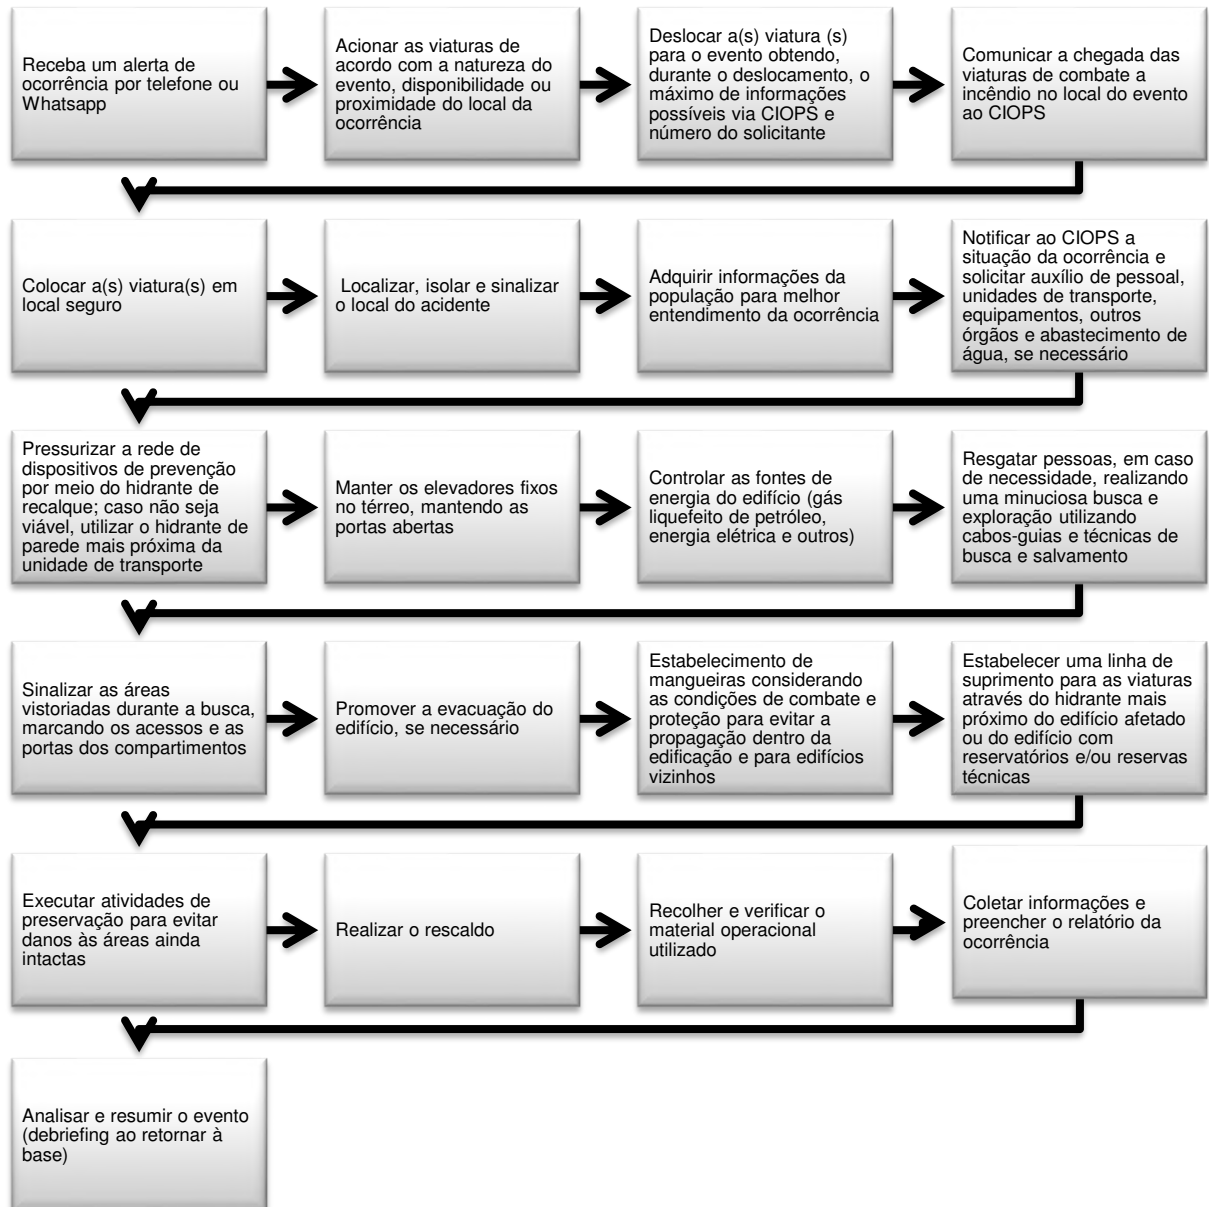 Receba um alerta de
ocorrência por telefone ou
Whatsapp
Acionar as viaturas de
acordo com a natureza do
evento, disponibilidade ou
proximidade do local da
ocorrência
Deslocar a(s) viatura (s)
para o evento obtendo,
durante o deslocamento, o
máximo de informações
possíveis via CIOPS e
número do solicitante
Comunicar a chegada das
viaturas de combate a
incêndio no local do evento
ao CIOPS
Colocar a(s) viatura(s) em
local seguro
Localizar, isolar e sinalizar
o local do acidente
Adquirir informações da
população para melhor
entendimento da ocorrência
Notificar ao CIOPS a
situação da ocorrência e
solicitar auxílio de pessoal,
unidades de transporte,
equipamentos, outros
órgãos e abastecimento de
água, se necessário
Pressurizar a rede de
dispositivos de prevenção
por meio do hidrante de
recalque; caso não seja
viável, utilizar o hidrante de
parede mais próxima da
unidade de transporte
Manter os elevadores fixos
no térreo, mantendo as
portas abertas
Controlar as fontes de
energia do edifício (gás
liquefeito de petróleo,
energia elétrica e outros)
Resgatar pessoas, em caso
de necessidade, realizando
uma minuciosa busca e
exploração utilizando
cabos-guias e técnicas de
busca e salvamento
Sinalizar as áreas
vistoriadas durante a busca,
marcando os acessos e as
portas dos compartimentos
Promover a evacuação do
edifício, se necessário
Estabelecimento de
mangueiras considerando
as condições de combate e
proteção para evitar a
propagação dentro da
edificação e para edifícios
vizinhos
Estabelecer uma linha de
suprimento para as viaturas
através do hidrante mais
próximo do edifício afetado
ou do edifício com
reservatórios e/ou reservas
técnicas
Executar atividades de
preservação para evitar
danos às áreas ainda
intactas
Realizar o rescaldo
Recolher e verificar o
material operacional
utilizado
Coletar informações e
preencher o relatório da
ocorrência
Analisar e resumir o evento
(debriefing ao retornar à
base)